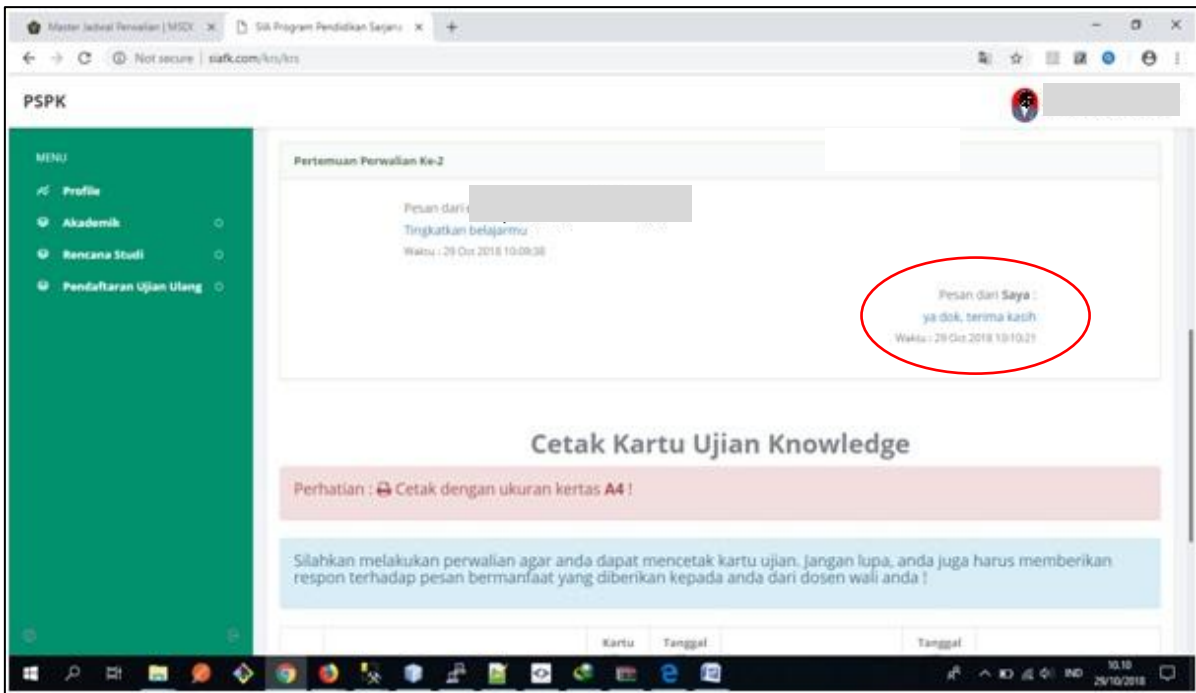 Master Jadwal Perwalian | MSDI
SIA Program Pendidikan Sarjana
Not secure | siafk.com/krs/krs
PSPK
MENU
Profile
Akademik
Rencana Studi
Pendaftaran Ujian Ulang
Pertemuan Perwalian Ke-2
Pesan dari
Tingkatkan belajarmu
Waktu : 29 Oct 2018 10:09:38
Pesan dari Saya :
ya dok, terima kasih
Waktu : 29 Oct 2018 10:10:21
Cetak Kartu Ujian Knowledge
Perhatian : Cetak dengan ukuran kertas A4 !
Silahkan melakukan perwalian agar anda dapat mencetak kartu ujian. Jangan lupa, anda juga harus memberikan
respon terhadap pesan bermanfaat yang diberikan kepada anda dari dosen wali anda !
Kartu Tanggal Tanggal
IND 10.10
29/10/2018